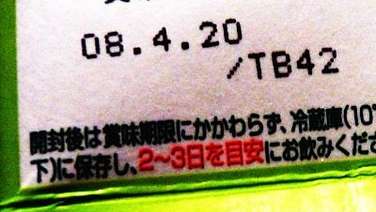 08.4.20
/TB42
開封後は賞味期限にかかわらず、冷蔵庫(10°
下)に保存し、2〜3日を目安にお飲みくださ